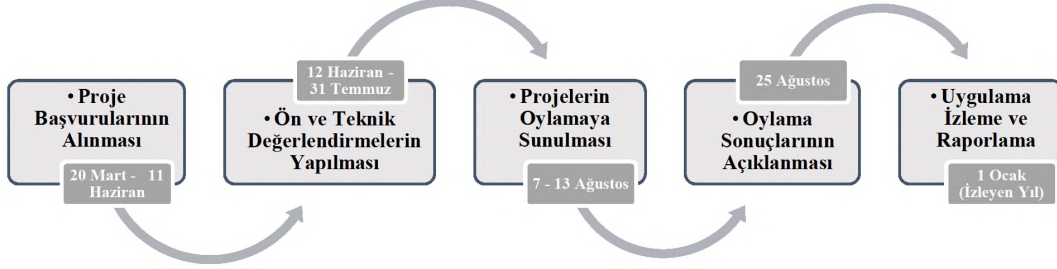 • Proje
Başvurularının
Alınması
20 Mart - 11
Haziran
12 Haziran -
31 Temmuz
• Ön ve Teknik
Değerlendirmelerin
Yapılması
• Projelerin
Oylamaya
Sunulması
7 - 13 Ağustos
25 Ağustos
• Oylama
Sonuçlarının
Açıklanması
• Uygulama
İzleme ve
Raporlama
1 Ocak
(İzleyen Yıl)